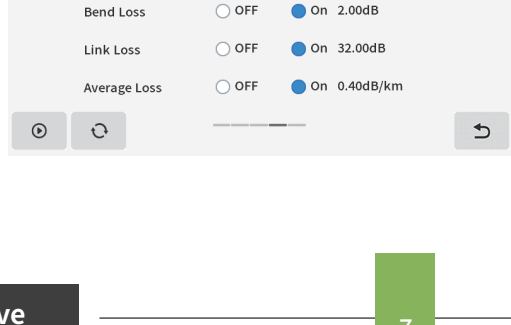 Bend Loss OFF On 2.00dB
Link Loss OFF On 32.00dB
Average Loss OFF On 0.40dB/km